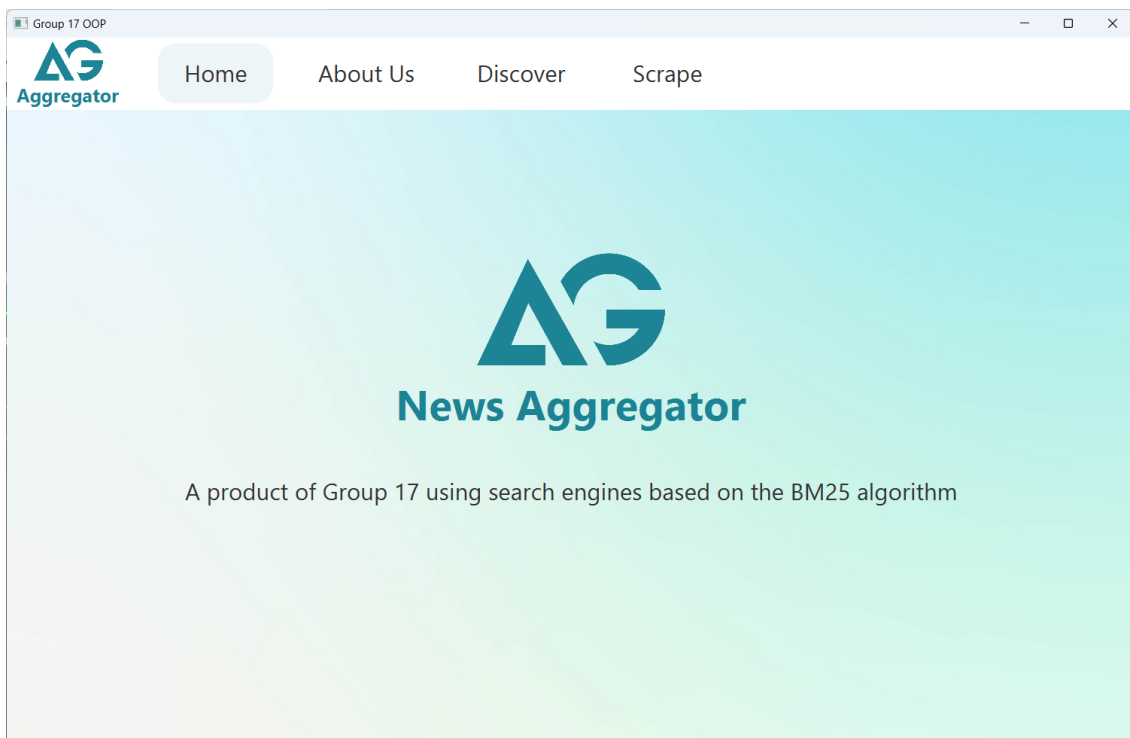 Group 17 OOP
AG
Aggregator
Home
About Us
Discover
Scrape
AG
News Aggregator
A product of Group 17 using search engines based on the BM25 algorithm